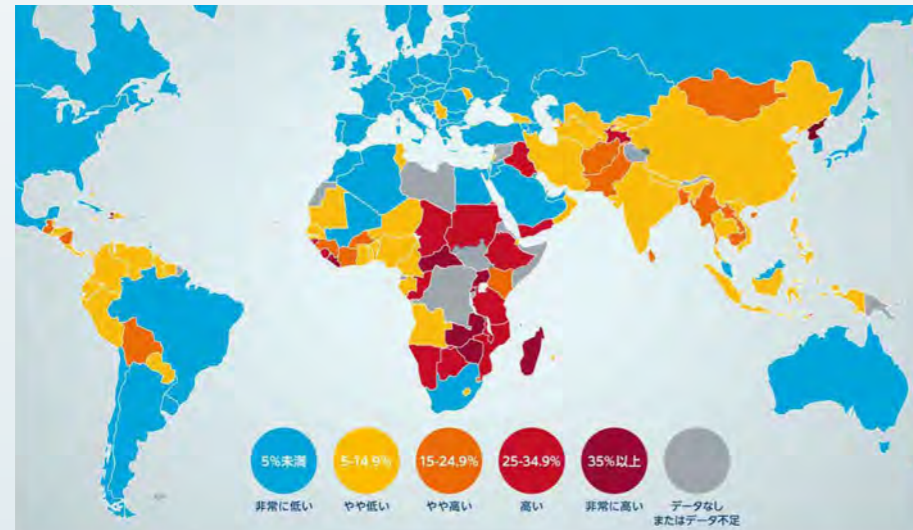 5%未満
5-14.9%
15-24.9%
25-34.9%
35%以上
非常に低い
やや低い
やや高い
高い
非常に高い
データなし
またはデータ不足